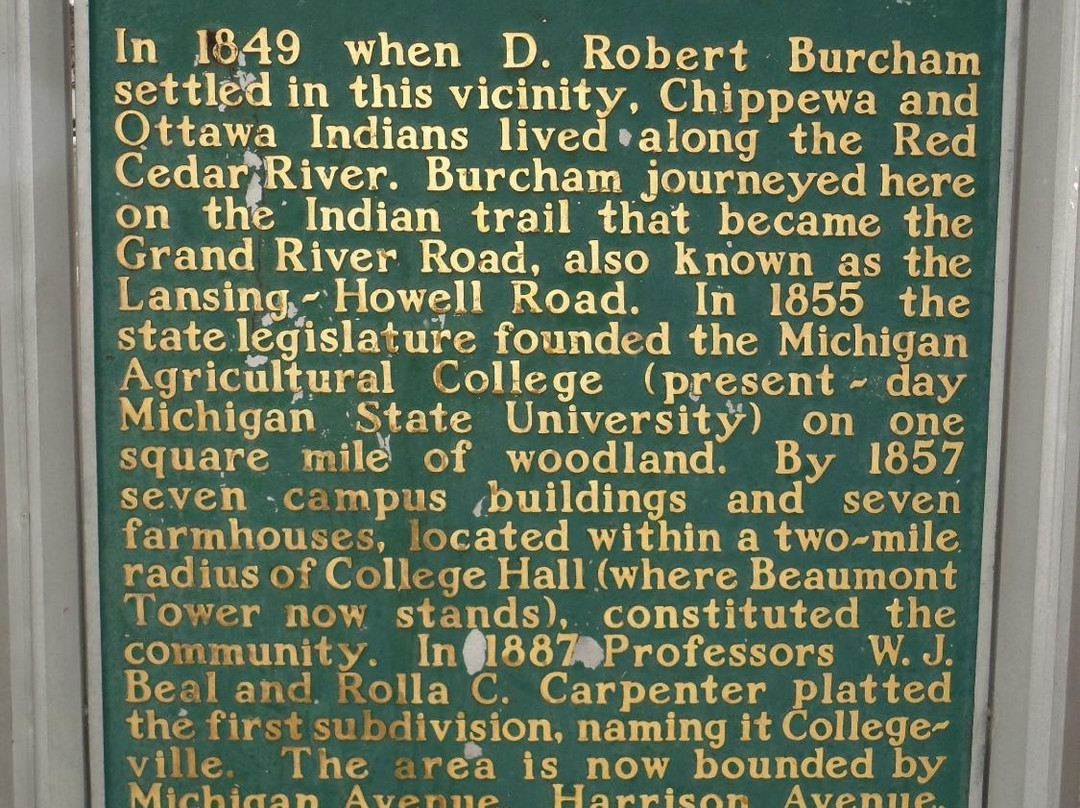 In 1849 when D. Robert Burcham
settled in this vicinity, Chippewa and
Ottawa Indians lived along the Red
Cedar River. Burcham journeyed here
on the Indian trail that became the
Grand River Road, also known as the
Lansing-Howell Road. In 1855 the
state legislature founded the Michigan
Agricultural College (present-day
Michigan State University) on one
square mile of woodland. By 1857
seven campus buildings and seven
farmhouses, located within a two-mile
radius of College Hall (where Beaumont
Tower now stands), constituted the
community. In 1887 Professors W. J.
Beal and Rolla C. Carpenter platted
the first subdivision, naming it College-
ville. The area is now bounded by
Michigan Avenue, Harrison Avenue,